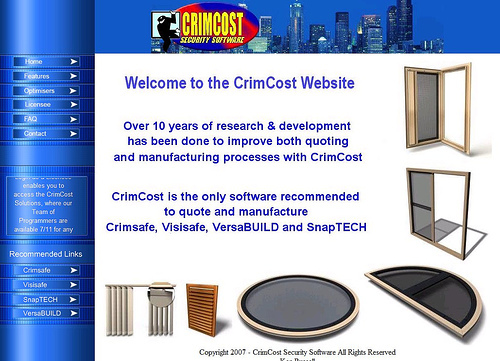 CRIMCOST
SECURITY SOFTWARE
Home
Features
Optimisers
Licensee
FAQ
Contact
enables you to
access the CrimCost
Solutions, where our
Team of
Programmers are
available 7/11 for any
Recommended Links
Crimsafe
Visisafe
SnapTECH
VersaBUILD
Welcome to the CrimCost Website
Over 10 years of research & development
has been done to improve both quoting
and manufacturing processes with CrimCost
CrimCost is the only software recommended
to quote and manufacture
Crimsafe, Visisafe, VersaBUILD and SnapTECH
Copyright 2007 - CrimCost Security Software All Rights Reserved